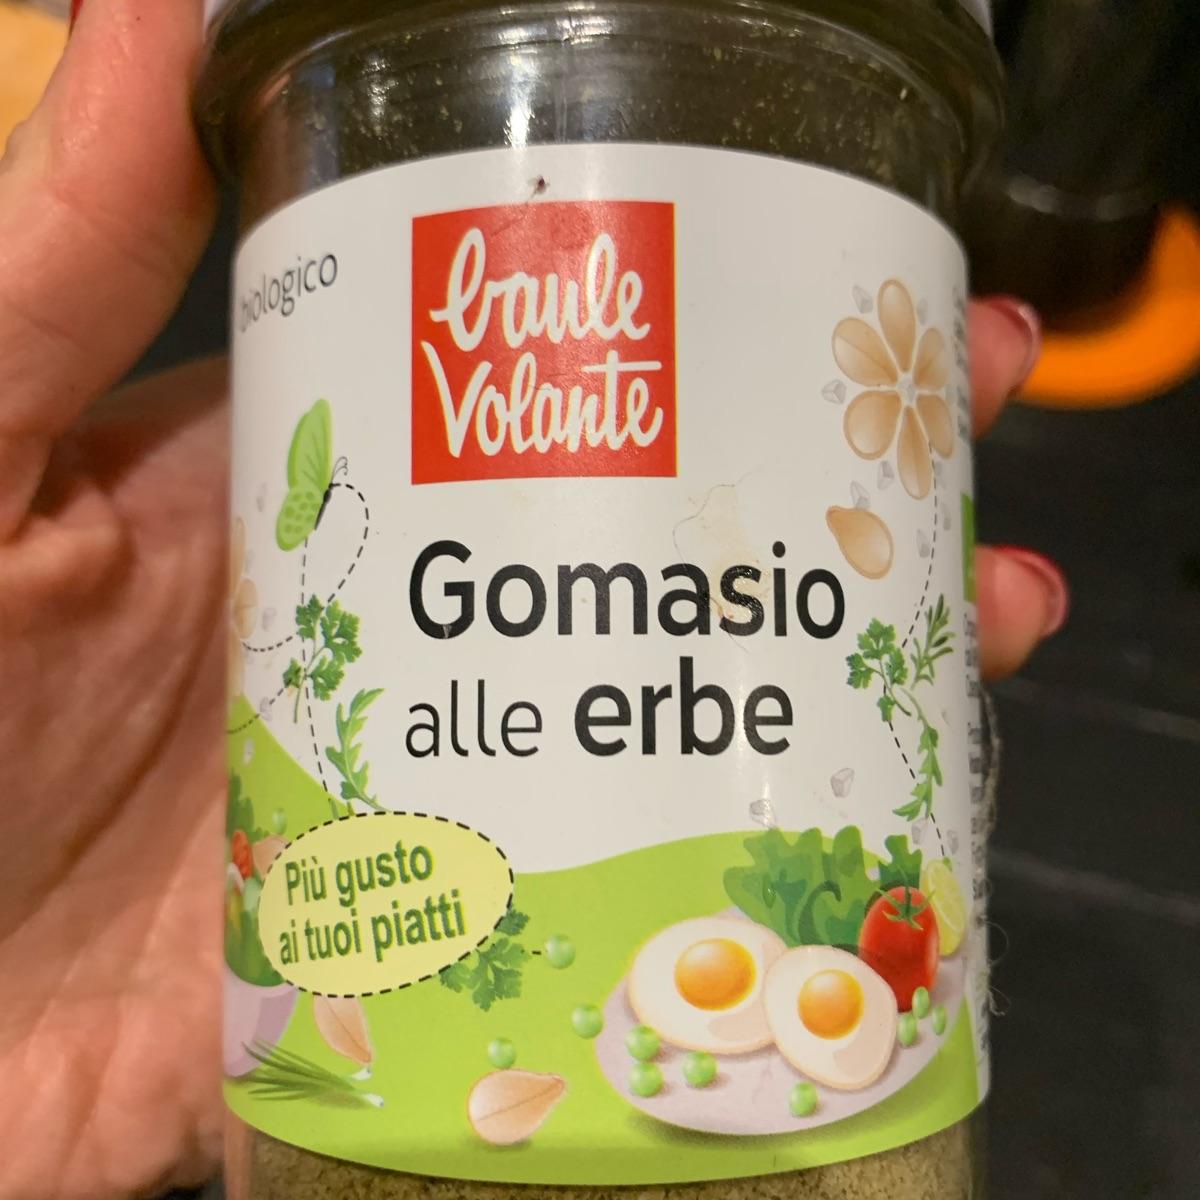 biologico
baule
volante
Gomasio
alle erbe
Più gusto
ai tuoi piatti